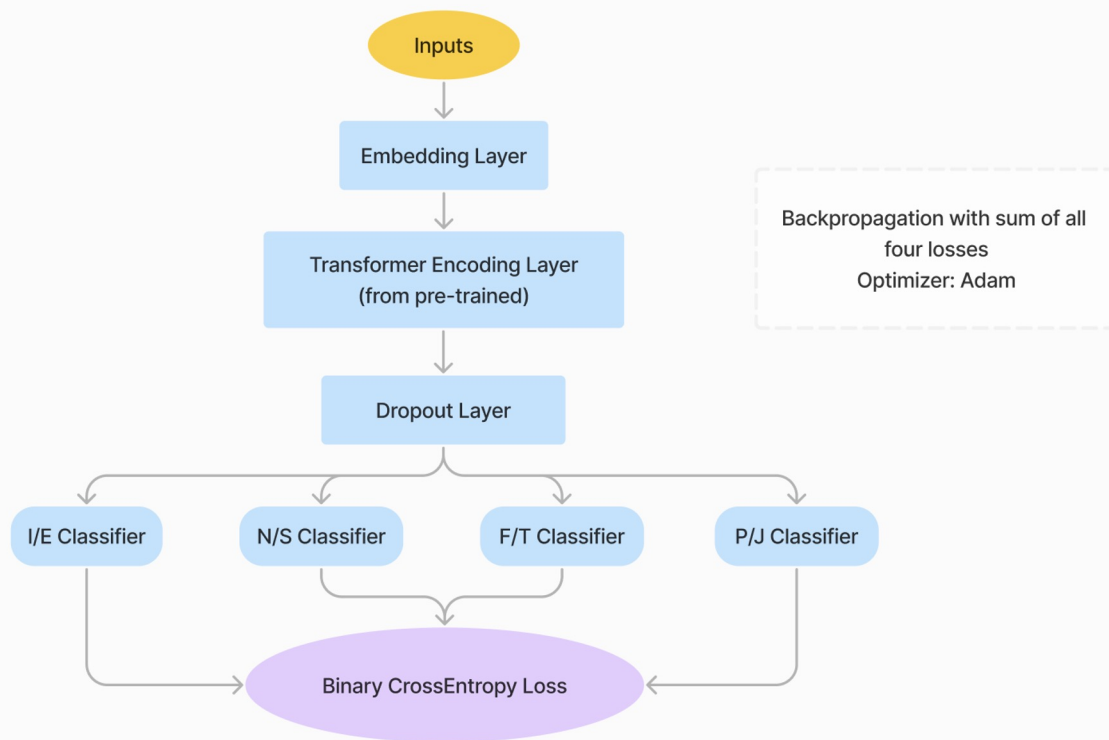 Inputs
Embedding Layer
Transformer Encoding Layer
(from pre-trained)
Backpropagation with sum of all
four losses
Optimizer: Adam
Dropout Layer
I/E Classifier
N/S Classifier
F/T Classifier
P/J Classifier
Binary CrossEntropy Loss